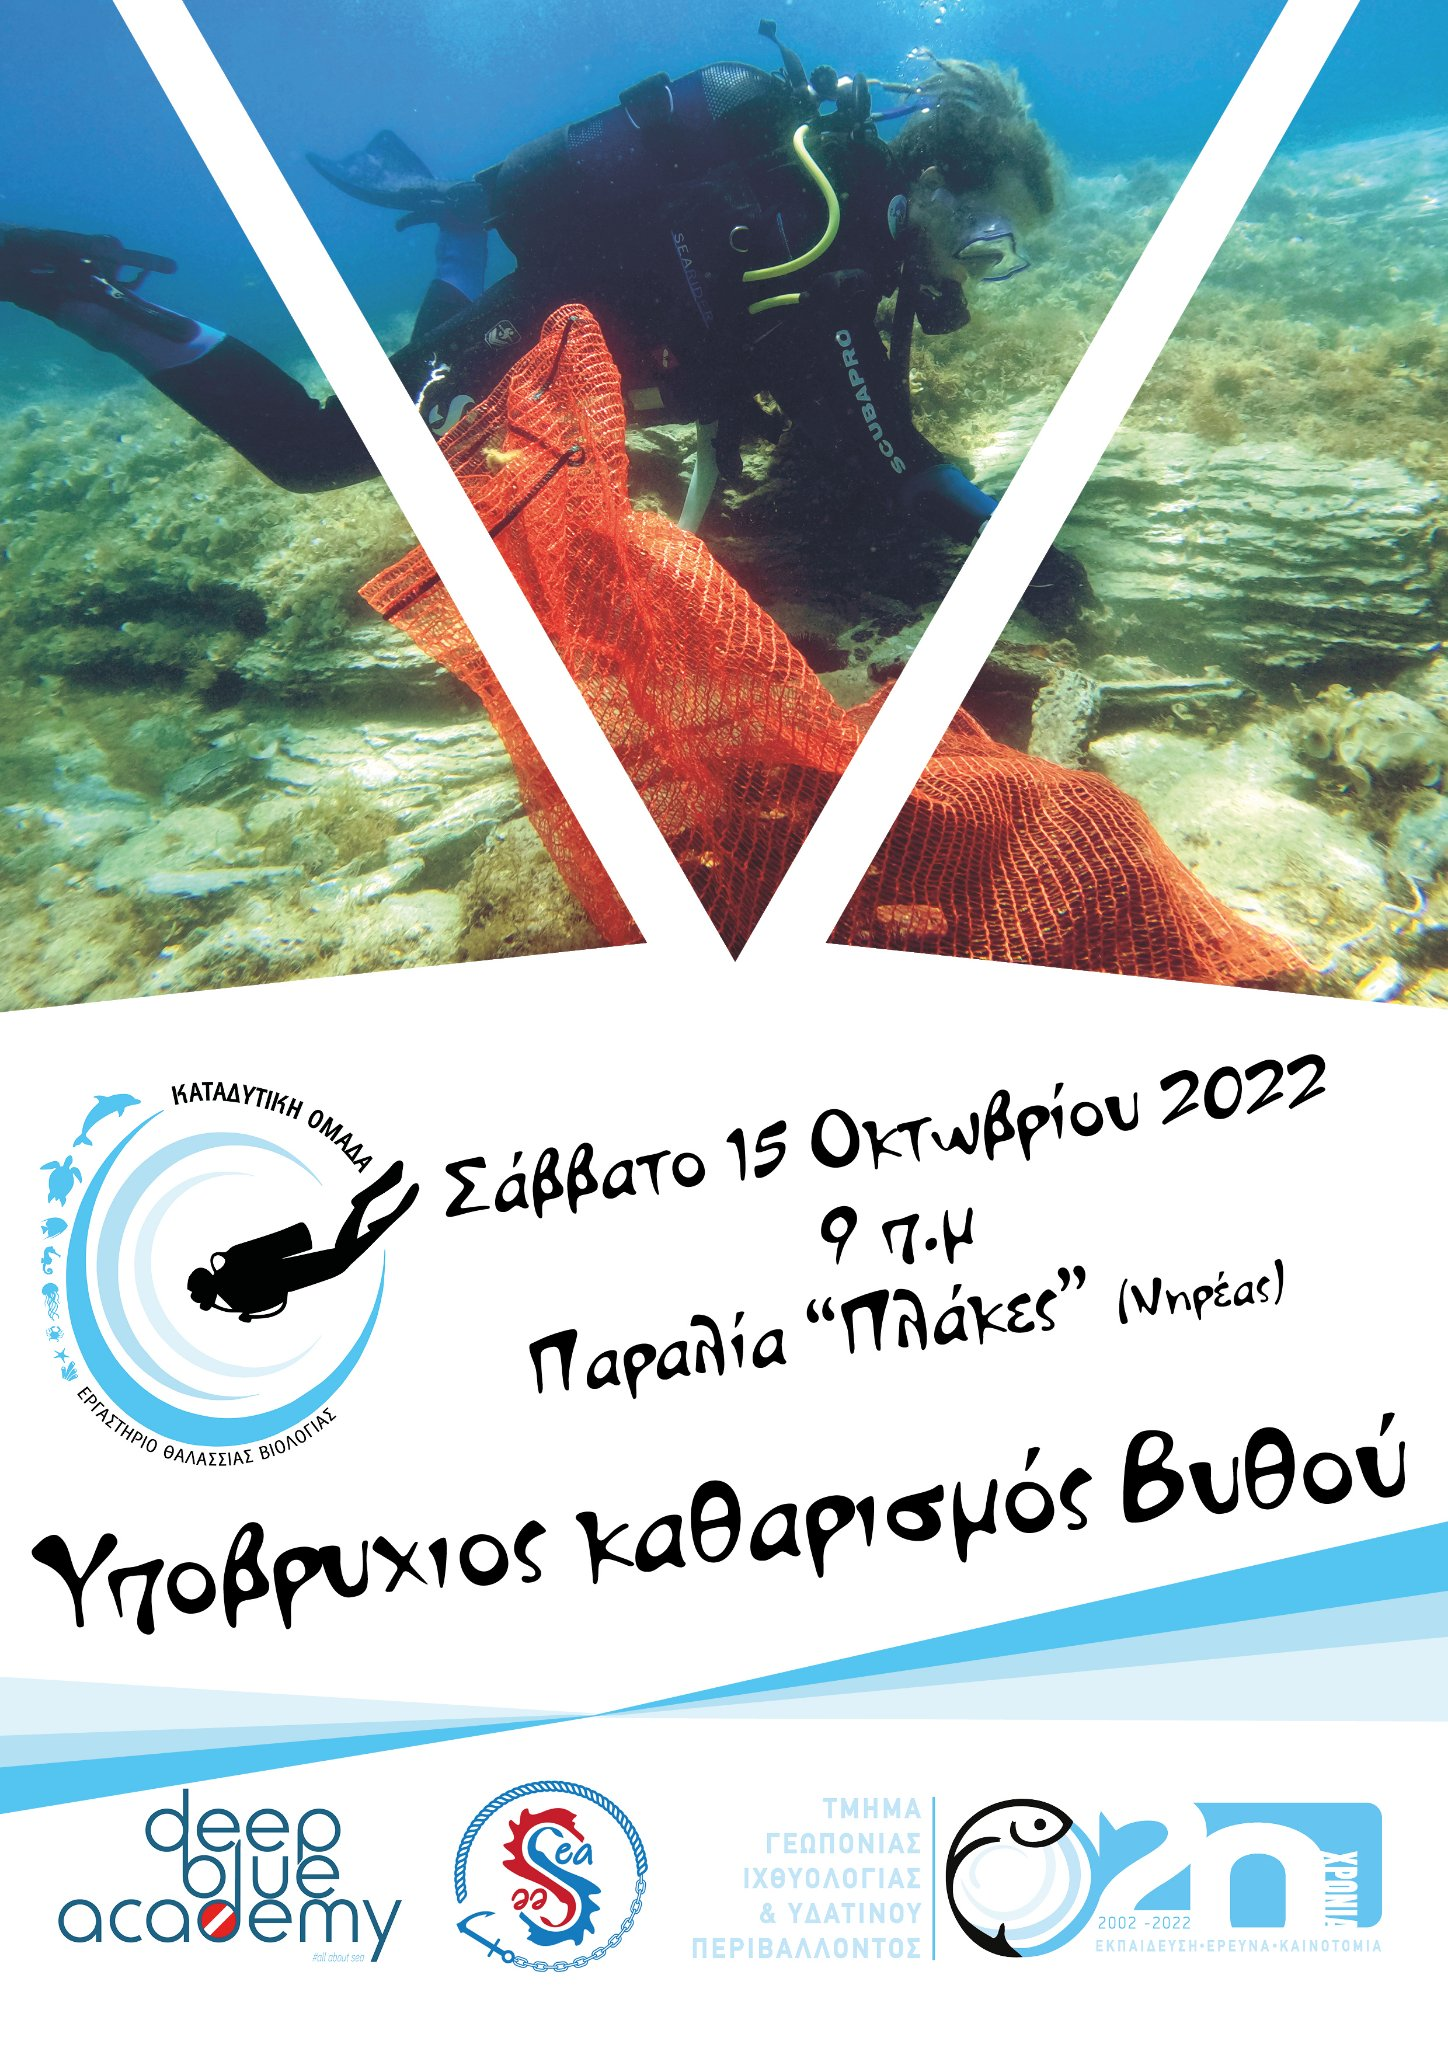 SEARIDER
SCUBAPRO
ΚΑΤΑΔΥΤΙΚΗ ΟΜΑΔΑ
ΕΡΓΑΣΤΗΡΙΟ ΘΑΛΑΣΣΙΑΣ ΒΙΟΛΟΓΙΑΣ
Σάββατο 15 Οκτωβρίου 2022
9 π.μ
Παραλία “Πλάκες” (Νηρέας)
Υποβρυχιος καθαρισμός Βυθού
deep
blue
academy
#all about sea
Sea
See
ΤΜΗΜΑ
ΓΕΩΠΟΝΙΑΣ
ΙΧΘΥΟΛΟΓΙΑΣ
& ΥΔΑΤΙΝΟΥ
ΠΕΡΙΒΑΛΛΟΝΤΟΣ
20
ΧΡΟΝΙΑ
2002 -2022
ΕΚΠΑΙΔΕΥΣΗ•ΕΡΕΥΝΑ•ΚΑΙΝΟΤΟΜΙΑ